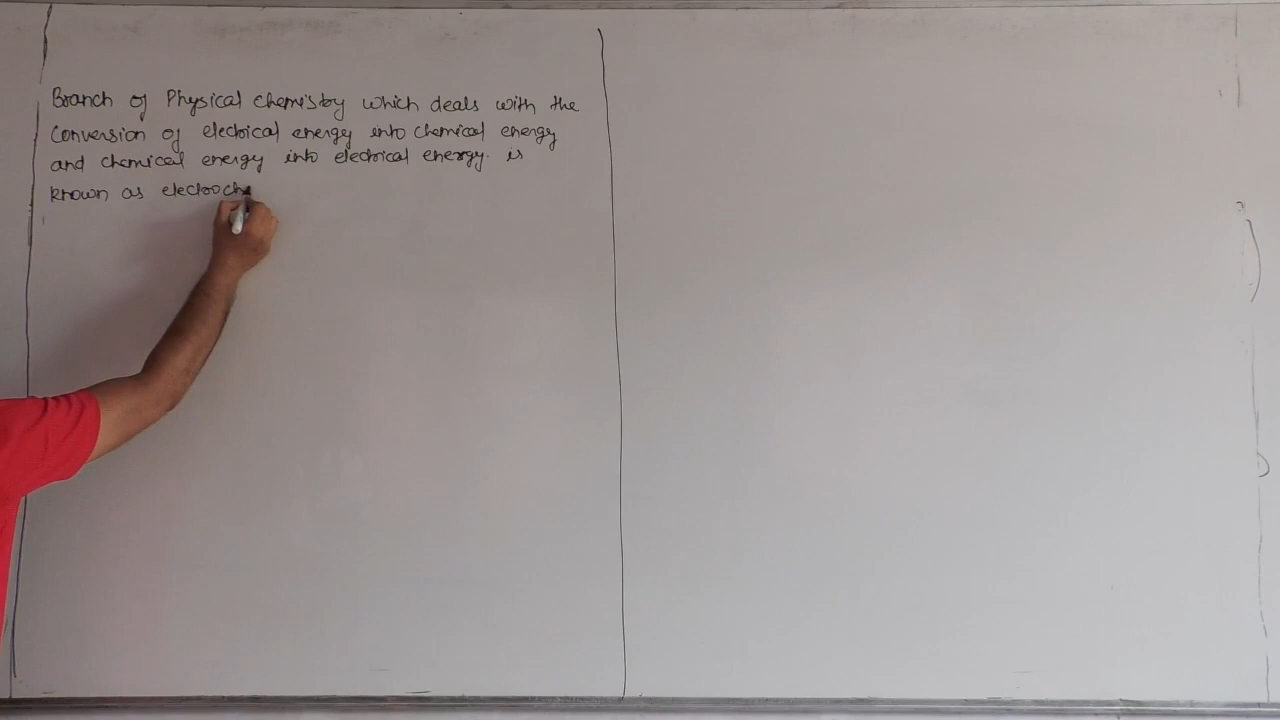 Branch of Physical chemistry which deals with the
Conversion of electrical energy into chemical energy
and chemical energy into electrical energy. is
known as electroch